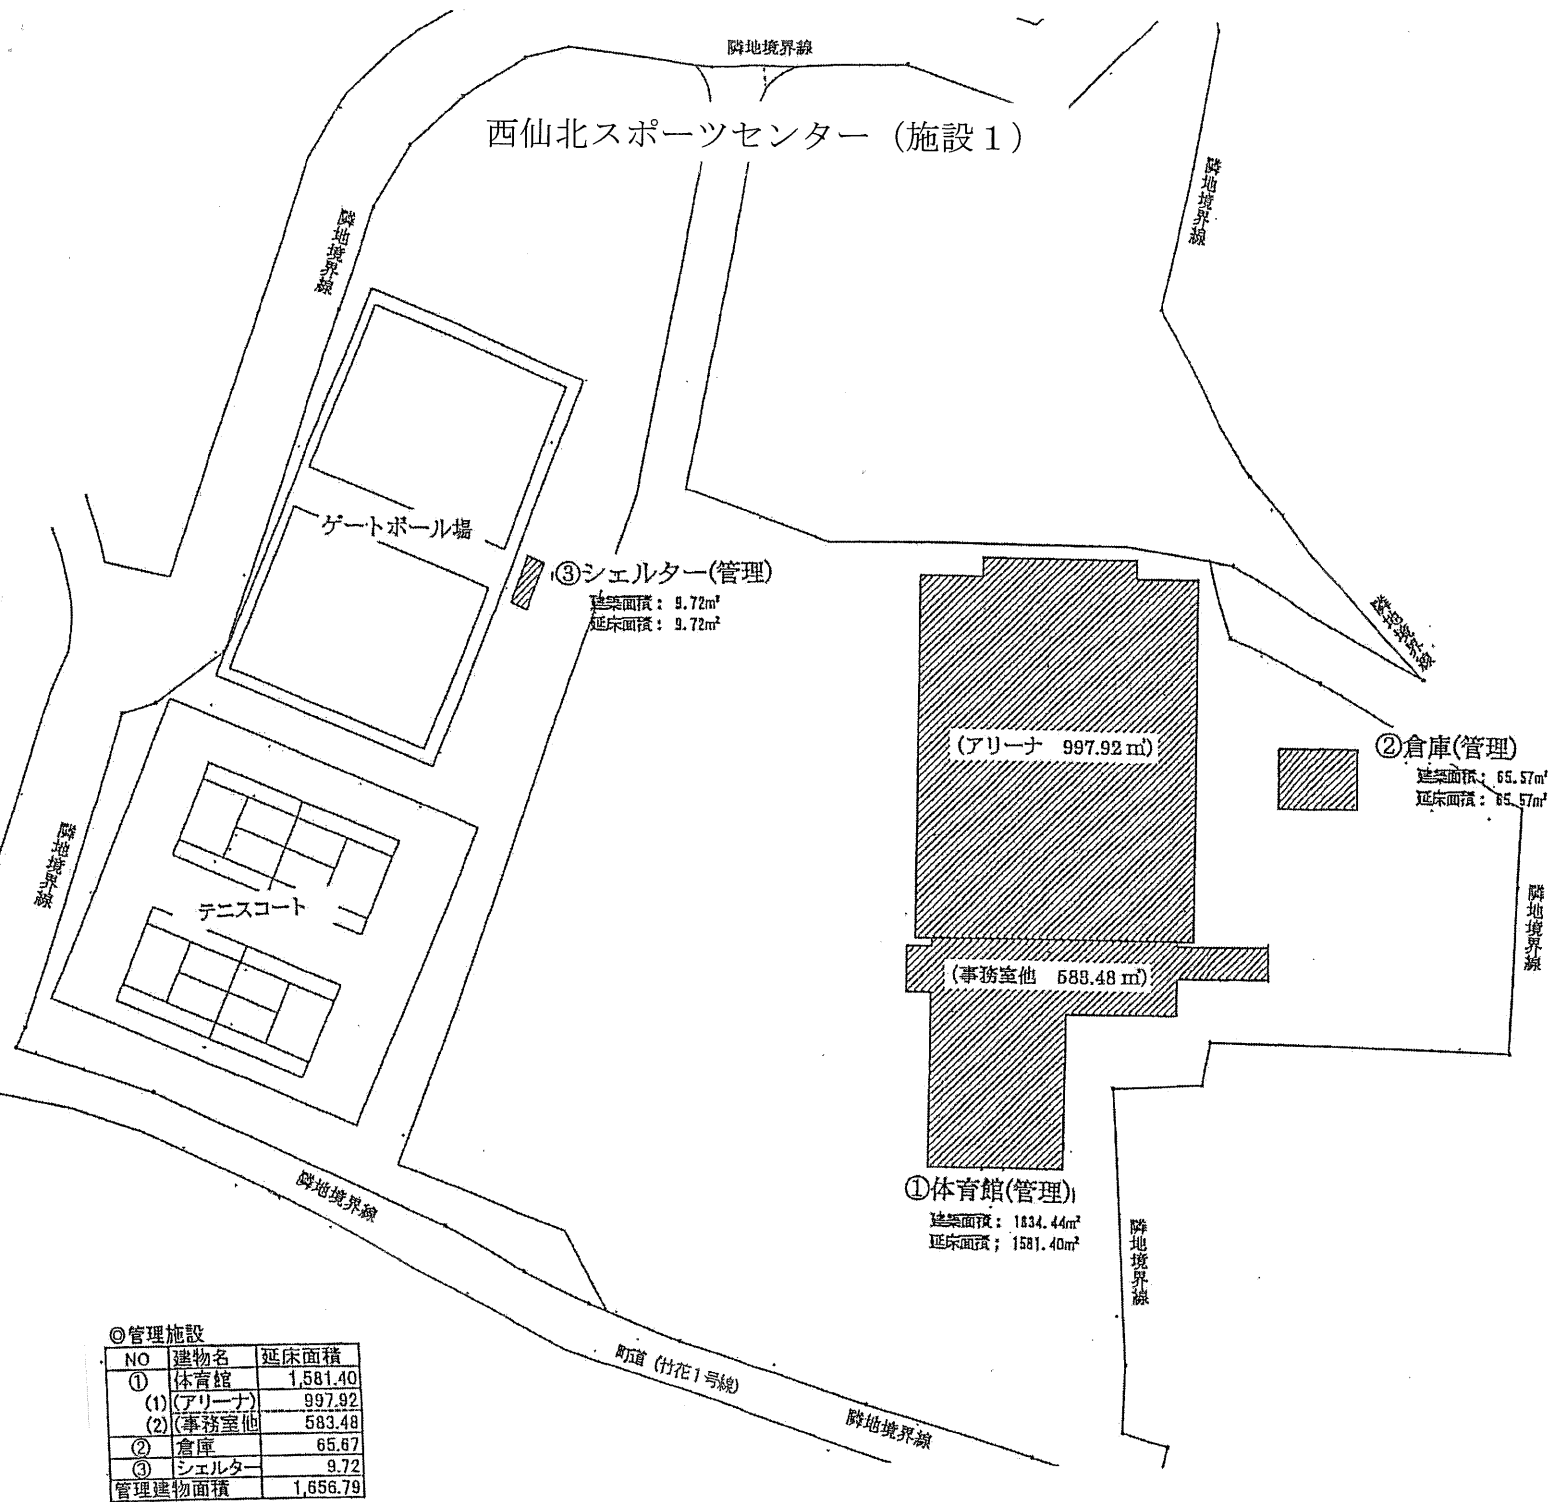 隣地境界線
西仙北スポーツセンター（施設１）
隣地境界線
隣地境界線
ゲートボール場
③シェルター(管理)
建築面積：9.72㎡
延床面積：9.72㎡
隣地境界線
(アリーナ 997.92㎡)
②倉庫(管理)
建築面積：65.57㎡
延床面積：65.57㎡
隣地境界線
テニスコート
隣地境界線
(事務室他 583.48㎡)
①体育館(管理)
建築面積：1834.44㎡
延床面積；1581.40㎡
隣地境界線
隣地境界線
町道（竹花１号線）
隣地境界線
◎管理施設
NO 建物名 延床面積
① 体育館 1,581.40
(1) (アリーナ) 997.92
(2) (事務室他 583.48
② 倉庫 65.67
③ シェルター 9.72
管理建物面積 1,656.79